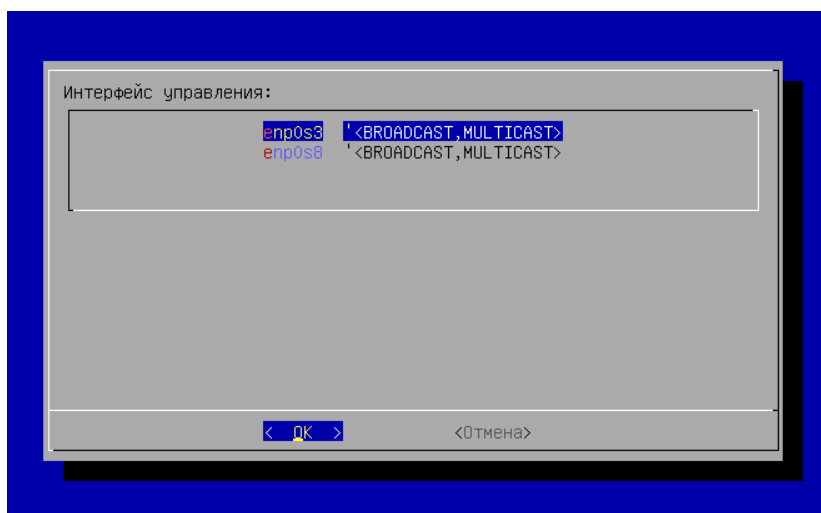 Интерфейс управления:
enp0s3 '<BROADCAST,MULTICAST>
enp0s8 '<BROADCAST,MULTICAST>
< OK > <Отмена>